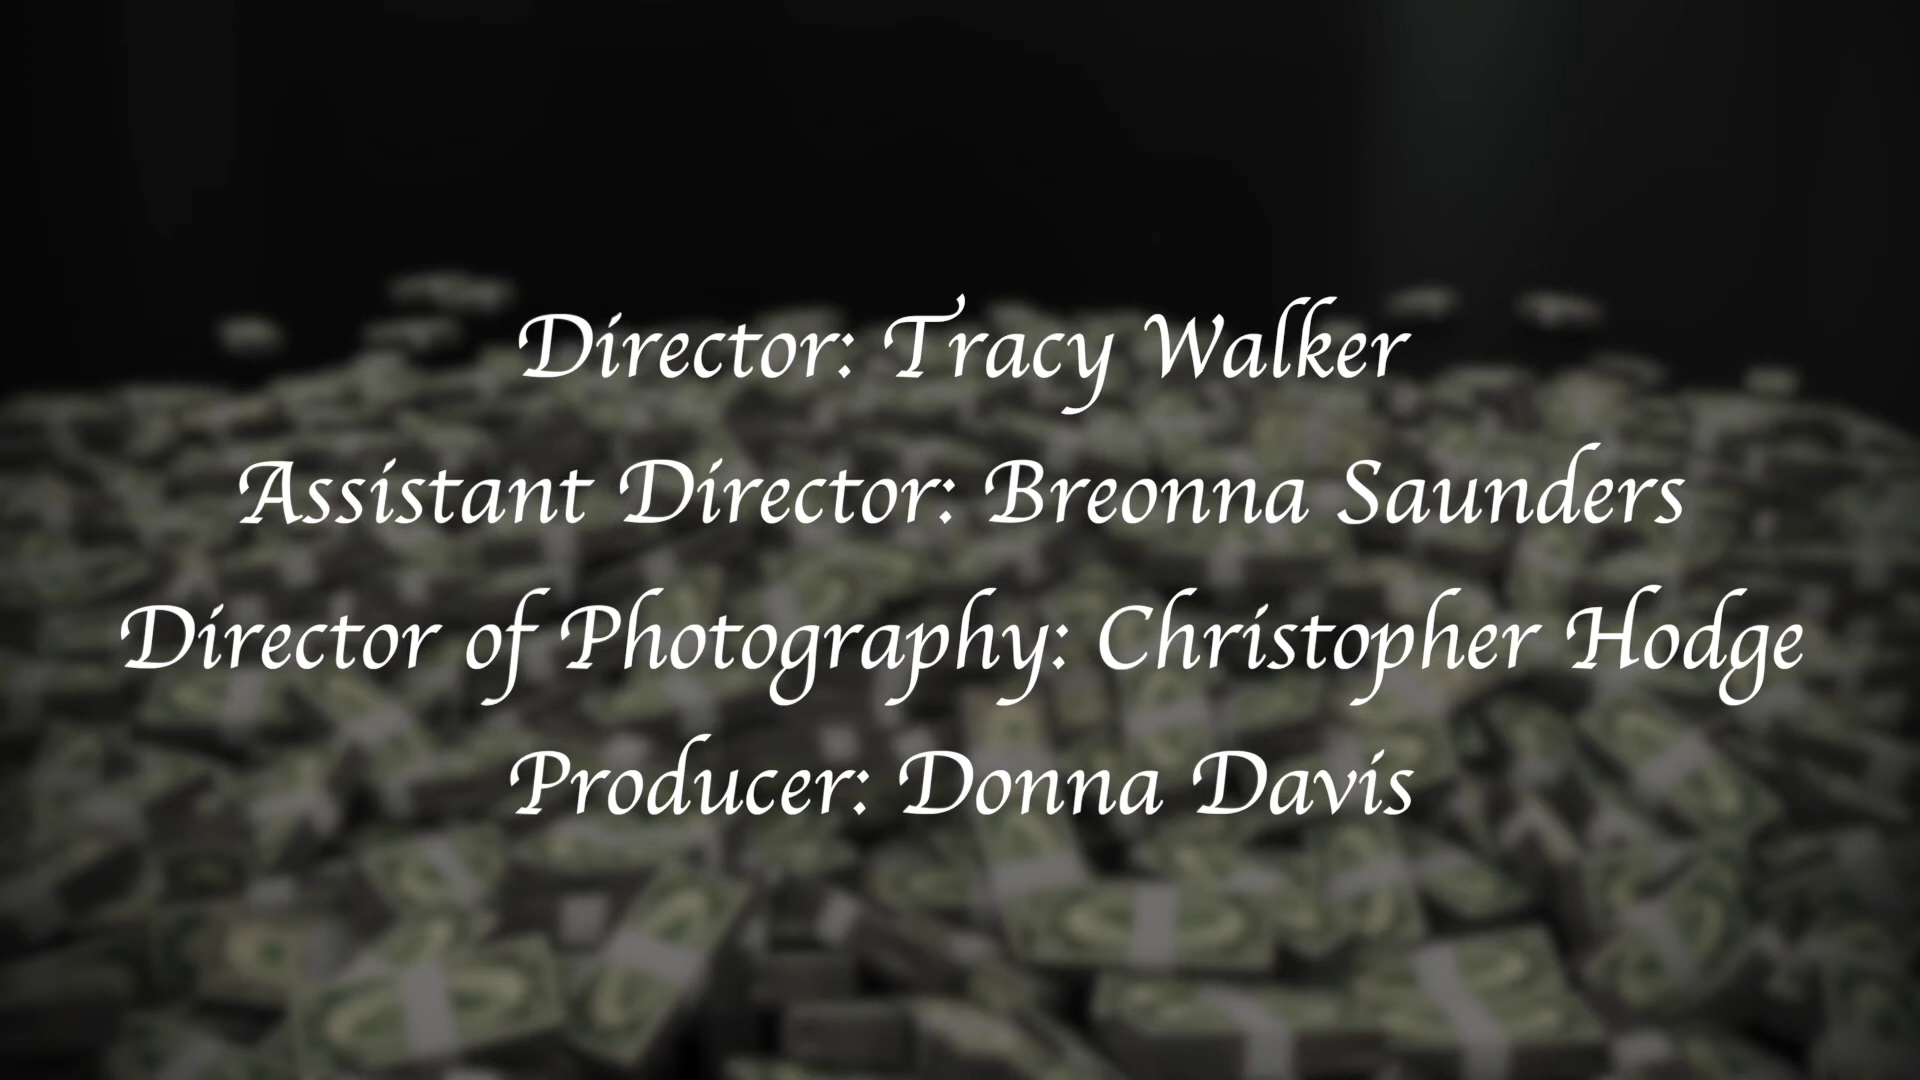 Director: Tracy Walker
Assistant Director: Breonna Saunders
Director of Photography: Christopher Hodge
Producer: Donna Davis